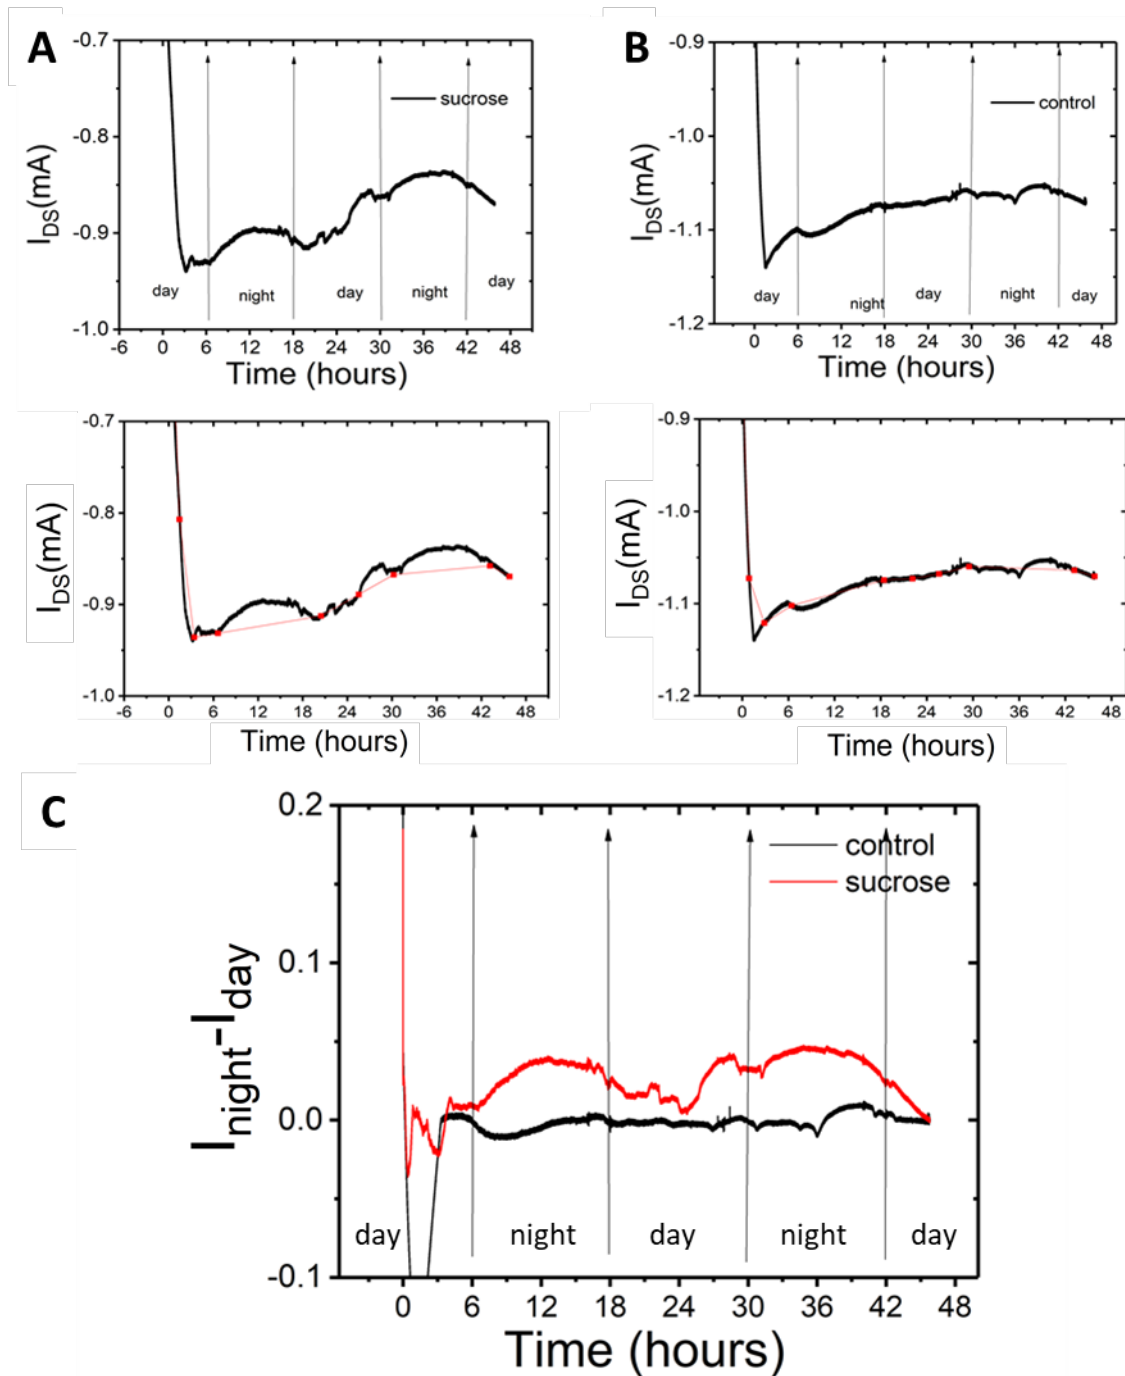 A
-0.7
-0.8
-0.9
-1.0
I_DS(mA)
sucrose
day
night
day
night
day
-6 0 6 12 18 24 30 36 42 48
Time (hours)
B
-0.9
-1.0
-1.1
-1.2
I_DS(mA)
control
day
night
day
night
day
0 6 12 18 24 30 36 42 48
Time (hours)
-0.7
-0.8
-0.9
-1.0
I_DS(mA)
-6 0 6 12 18 24 30 36 42 48
Time (hours)
-0.9
-1.0
-1.1
-1.2
I_DS(mA)
0 6 12 18 24 30 36 42 48
Time (hours)
C
0.2
0.1
0.0
-0.1
I_night-I_day
control
sucrose
day night day night day
0 6 12 18 24 30 36 42 48
Time (hours)